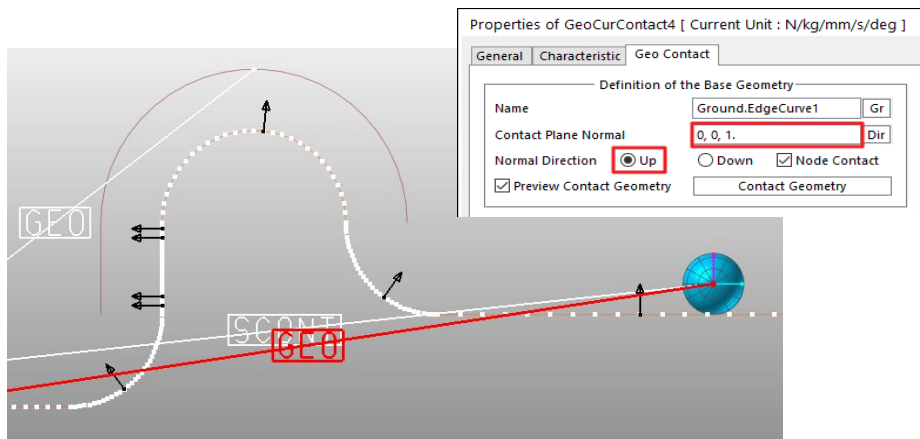 Properties of GeoCurContact4 [ Current Unit : N/kg/mm/s/deg ]
General Characteristic Geo Contact
Definition of the Base Geometry
Name Ground.EdgeCurve1 Gr
Contact Plane Normal 0, 0, 1. Dir
Normal Direction Up Down Node Contact
Preview Contact Geometry Contact Geometry
GEO
SCONT
GEO